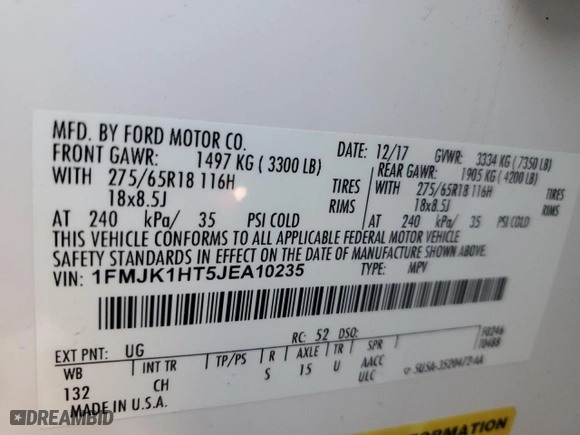 MFD. BY FORD MOTOR CO.
DATE: 12/17 GVWR: 3334 KG ( 7350 LB)
FRONT GAWR: 1497 KG ( 3300 LB) REAR GAWR: 1905 KG ( 4200 LB)
WITH 275/65R18 116H TIRES WITH 275/65R18 116H TIRES
18x8.5J RIMS 18x8.5J RIMS
AT 240 kPa/ 35 PSI COLD AT 240 kPa/ 35 PSI COLD
THIS VEHICLE CONFORMS TO ALL APPLICABLE FEDERAL MOTOR VEHICLE
SAFETY STANDARDS IN EFFECT ON THE DATE OF MANUFACTURE SHOWN ABOVE.
VIN: 1FMJK1HT5JEA10235
TYPE: MPV
EXT PNT: UG RC: 52 DSO:
WB INT TR TP/PS R AXLE TR SPR
132 CH S 15 U AACC
ULC
MADE IN U.S.A.
INFORMATION
DREAMBID